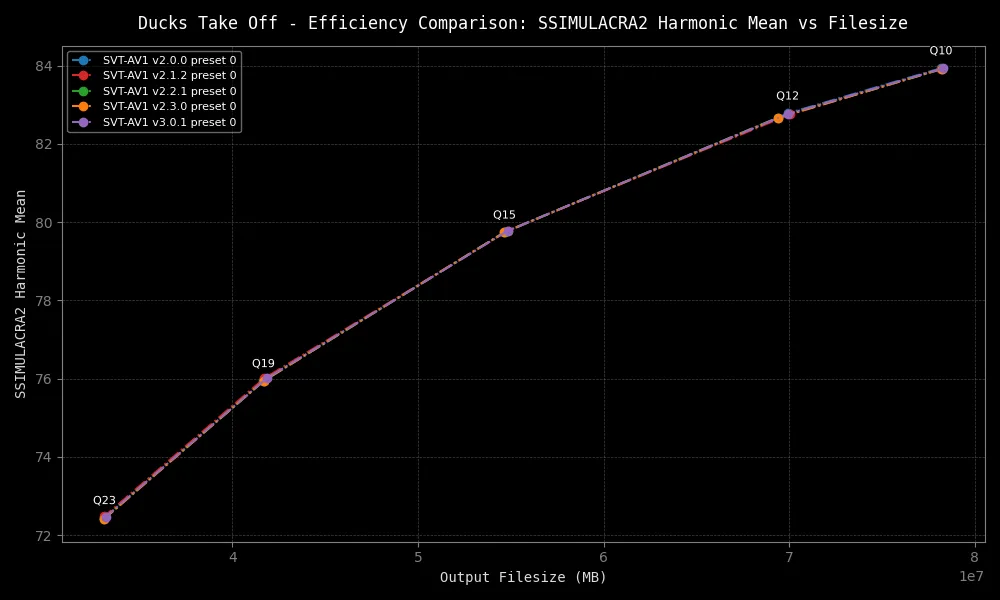 Ducks Take Off - Efficiency Comparison: SSIMULACRA2 Harmonic Mean vs Filesize
SVT-AV1 v2.0.0 preset 0
SVT-AV1 v2.1.2 preset 0
SVT-AV1 v2.2.1 preset 0
SVT-AV1 v2.3.0 preset 0
SVT-AV1 v3.0.1 preset 0
Q10
Q12
Q15
Q19
Q23
84
82
80
78
76
74
72
SSIMULACRA2 Harmonic Mean
4
5
6
7
8
1e7
Output Filesize (MB)